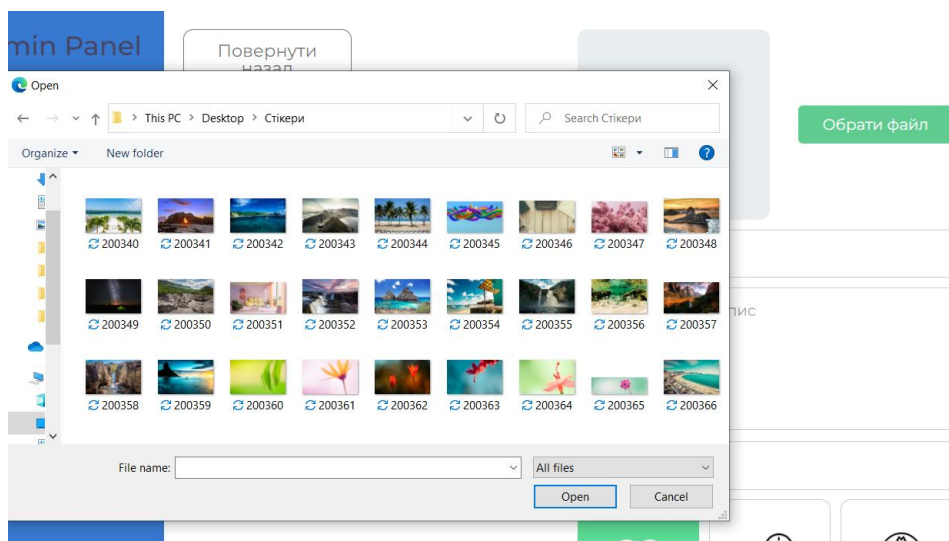 min Panel
Повернути
назад
Open
This PC > Desktop > Стікери
Search Стікери
Обрати файл
Organize
New folder
200340 200341 200342 200343 200344 200345 200346 200347 200348
200349 200350 200351 200352 200353 200354 200355 200356 200357
пис
200358 200359 200360 200361 200362 200363 200364 200365 200366
File name:
All files
Open
Cancel